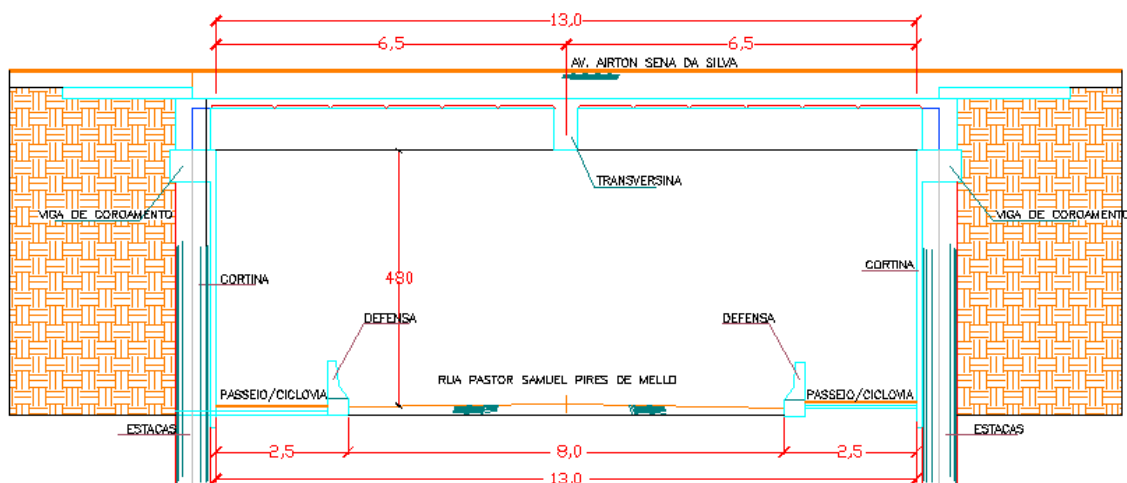 13,0
6,5
6,5
AV. AIRTON SENA DA SILVA
TRANSVERSINA
VIGA DE COROAMENTO
VIGA DE COROAMENTO
CORTINA
480
CORTINA
DEFENSA
DEFENSA
RUA PASTOR SAMUEL PIRES DE MELLO
PASSEIO/CICLOVIA
PASSEIO/CICLOVIA
ESTACAS
ESTACAS
2,5
8,0
2,5
13,0